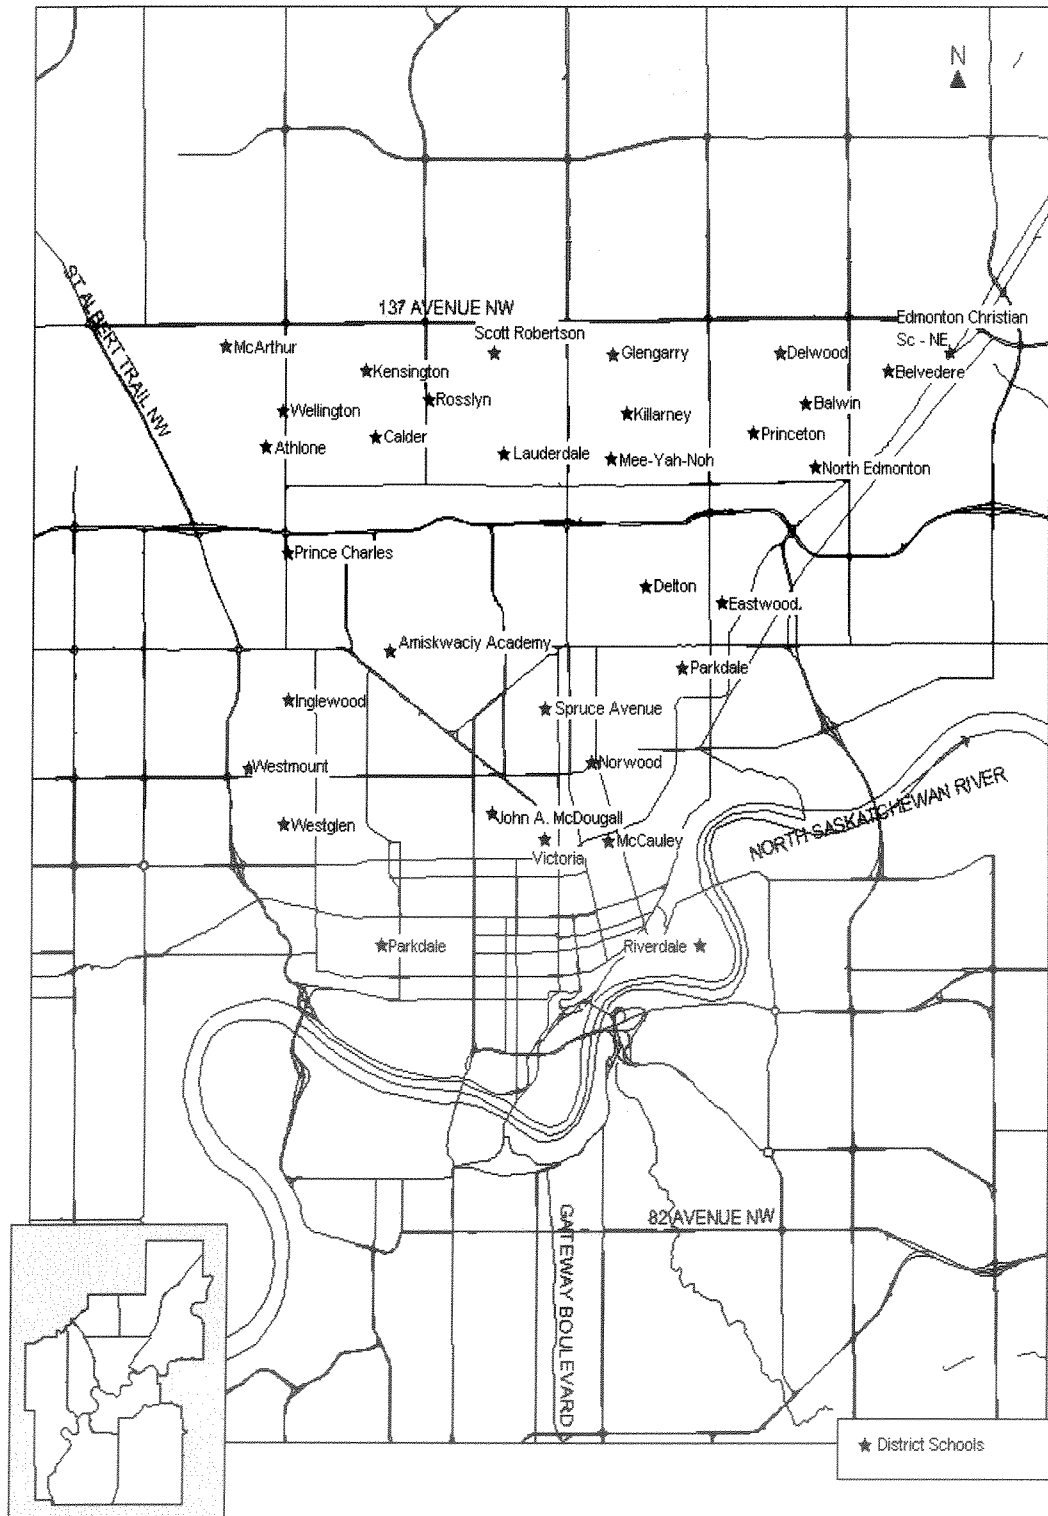 N
ST ALBERT TRAIL NW
137 AVENUE NW
Edmonton Christian
Sc - NE
Scott Robertson
McArthur
Glengarry
Delwood
Kensington
Belvedere
Rosslyn
Balwin
Wellington
Killarney
Princeton
Calder
Athlone
Lauderdale
Mee-Yah-Noh
North Edmonton
Prince Charles
Delton
Eastwood.
Amiskwaciy Academy
Parkdale
Inglewood
Spruce Avenue
Norwood
Westmount
NORTH SASKATCHEWAN RIVER
John A. McDougall
Westglen
McCauley
Victoria
Parkdale
Riverdale
82 AVENUE NW
GATEWAY BOULEVARD
District Schools